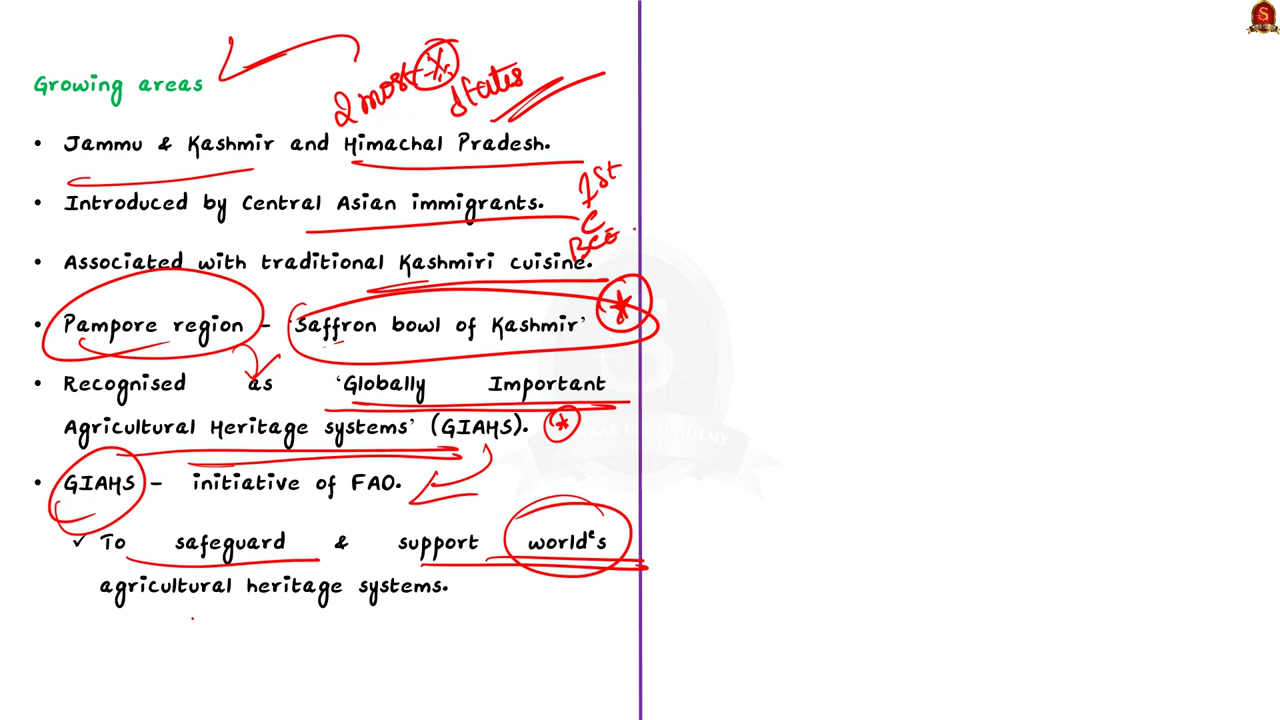 Growing areas
2 most
states
• Jammu & Kashmir and Himachal Pradesh.
1st
C
BCE
• Introduced by Central Asian immigrants.
• Associated with traditional Kashmiri cuisine.
• Pampore region - 'Saffron bowl of Kashmir'
• Recognised as 'Globally Important
Agricultural Heritage systems' (GIAHS).
• GIAHS - initiative of FAO.
✓ To safeguard & support world's
agricultural heritage systems.